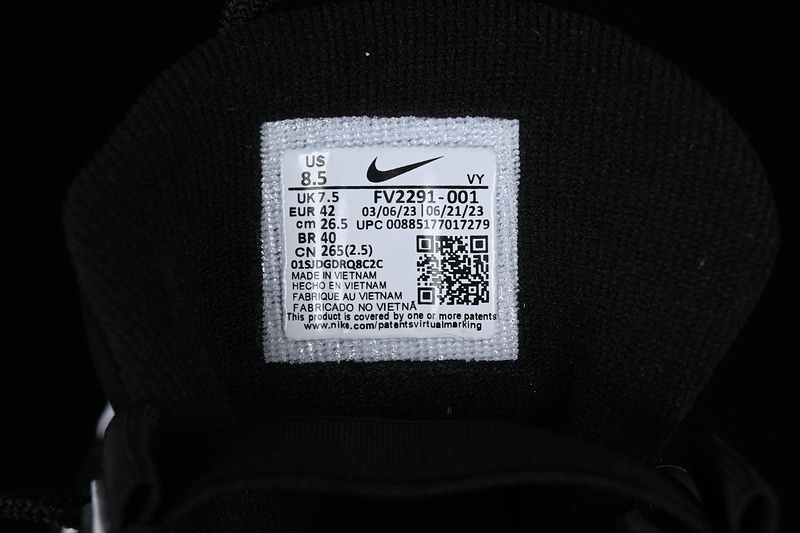 US
8.5
VY
UK 7.5 FV2291-001
EUR 42 03/06/23 | 06/21/23
cm 26.5 UPC 00885177017279
BR 40
CN 265(2.5)
01SJDGDRQ8C2C
MADE IN VIETNAM
HECHO EN VIETNAM
FABRIQUE AU VIETNAM
FABRICADO NO VIETNÃ
This product is covered by one or more patents
www.nike.com/patentsvirtualmarking